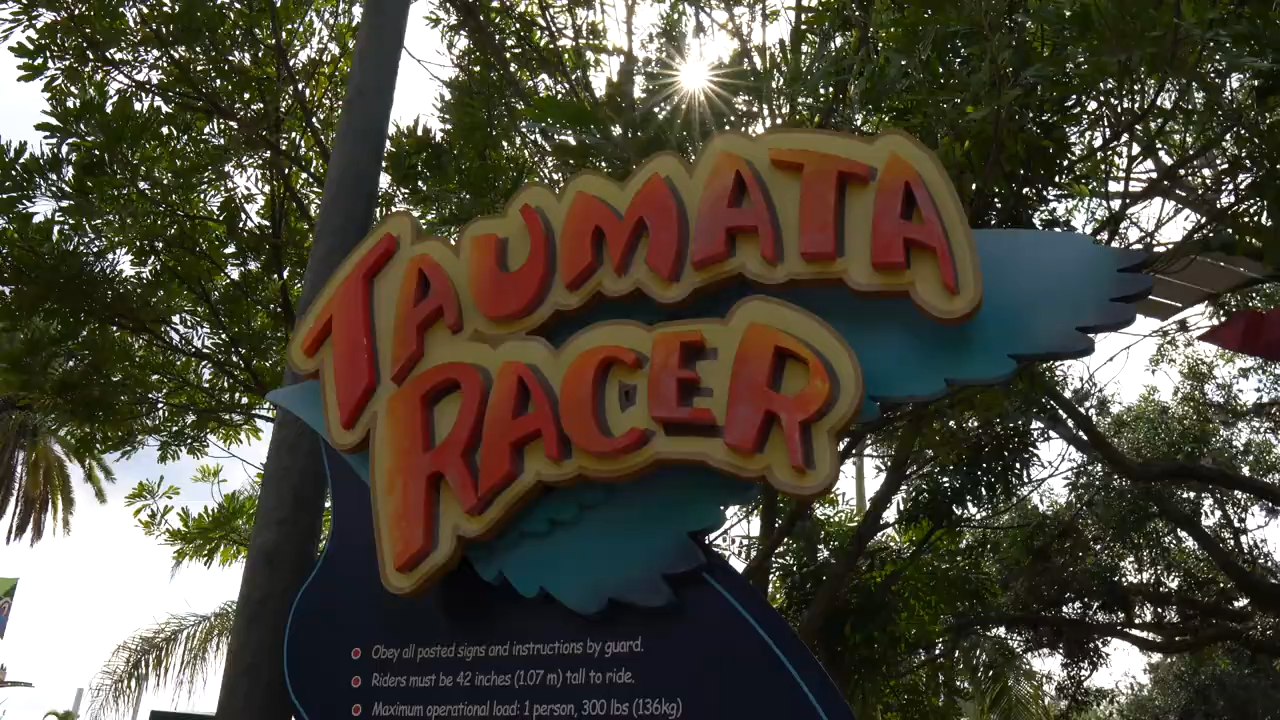 TAUMATA
RACER
Obey all posted signs and instructions by guard.
Riders must be 42 inches (1.07 m) tall to ride.
Maximum operational load: 1 person, 300 lbs (136kg)